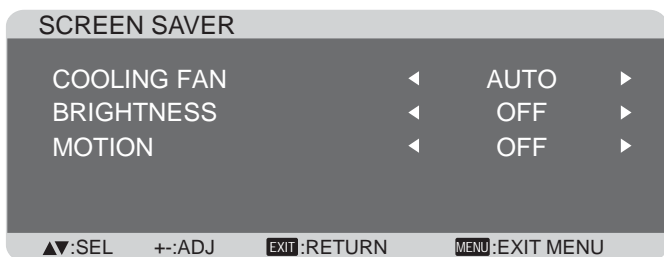 SCREEN SAVER
COOLING FAN ◀ AUTO ▶
BRIGHTNESS ◀ OFF ▶
MOTION ◀ OFF ▶
▲▼:SEL +-:ADJ EXIT:RETURN MENU:EXIT MENU